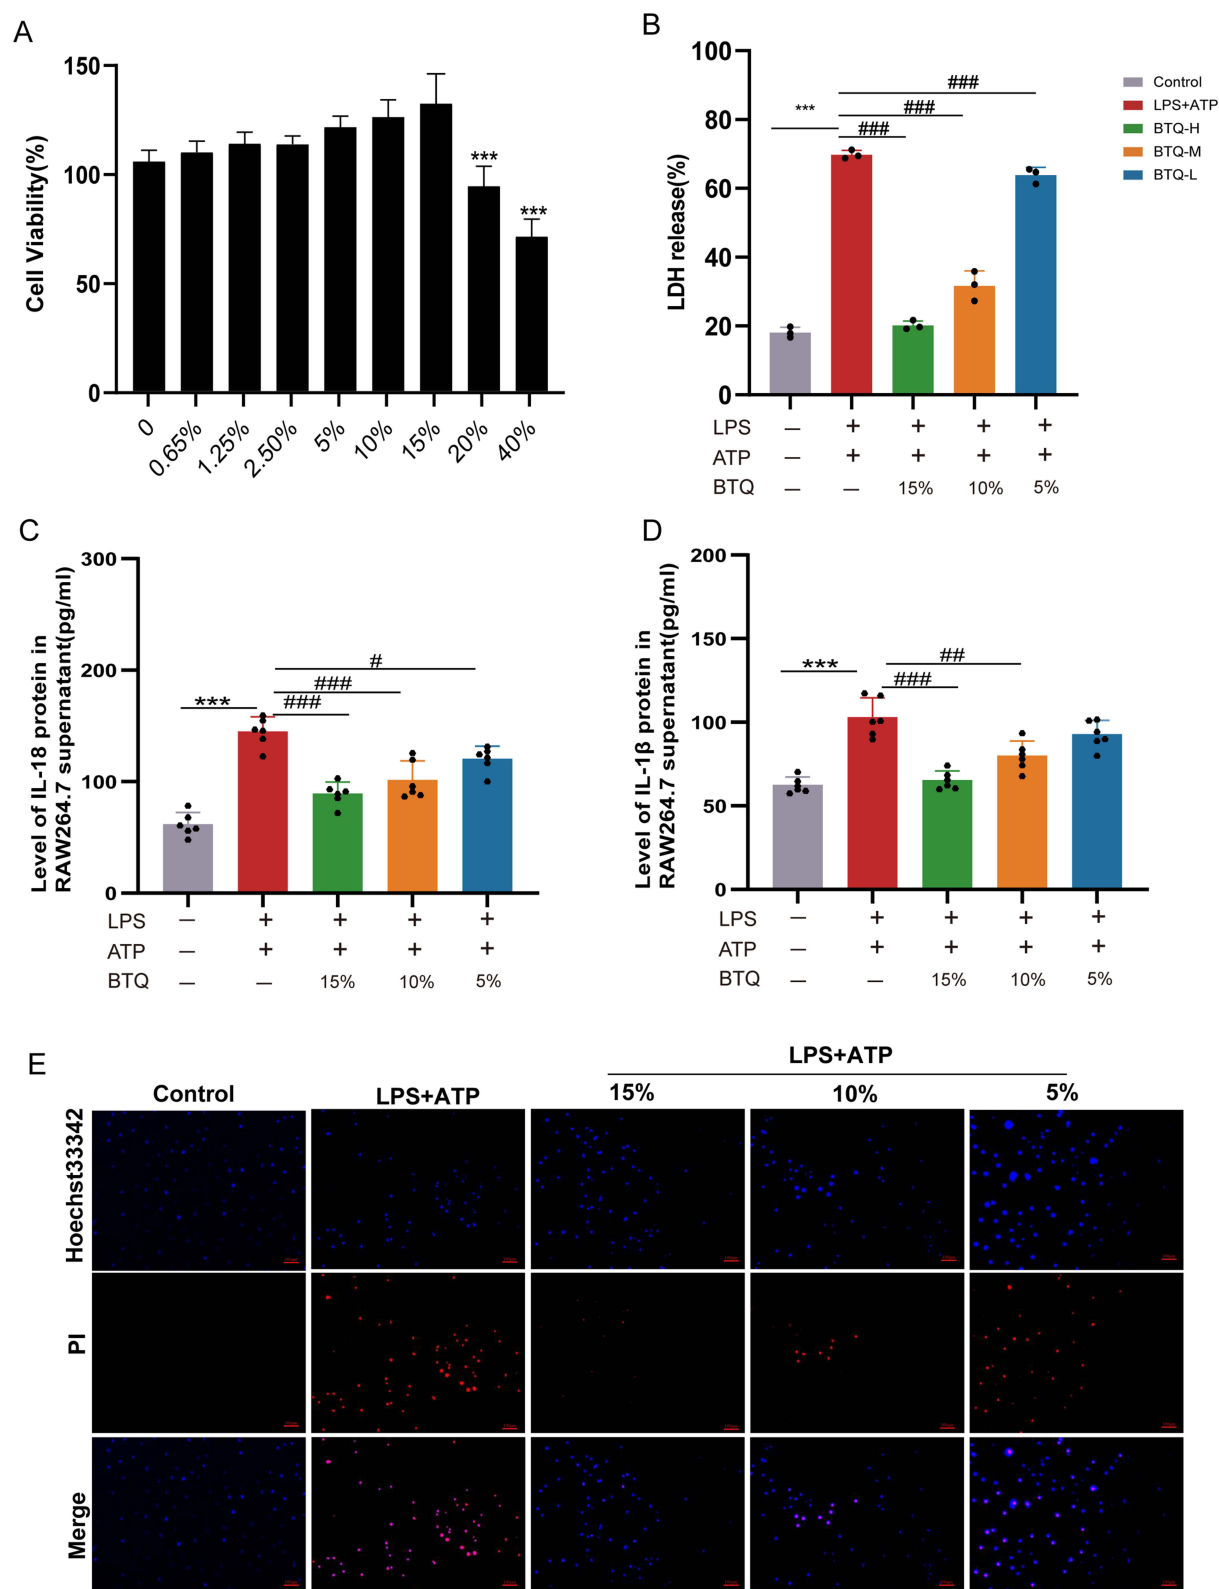 A
Cell Viability(%)
150
100
50
0
***
***
0
0.65%
1.25%
2.50%
5%
10%
15%
20%
40%
B
LDH release(%)
100
80
60
40
20
0
***
###
###
###
Control
LPS+ATP
BTQ-H
BTQ-M
BTQ-L
LPS — + + + +
ATP — + + + +
BTQ — — 15% 10% 5%
C
Level of IL-18 protein in
RAW264.7 supernatant(pg/ml)
300
200
100
0
***
#
###
###
LPS — + + + +
ATP — + + + +
BTQ — — 15% 10% 5%
D
Level of IL-1β protein in
RAW264.7 supernatant(pg/ml)
200
150
100
50
0
***
##
###
LPS — + + + +
ATP — + + + +
BTQ — — 15% 10% 5%
E
LPS+ATP
Control LPS+ATP 15% 10% 5%
Hoechst33342
PI
Merge